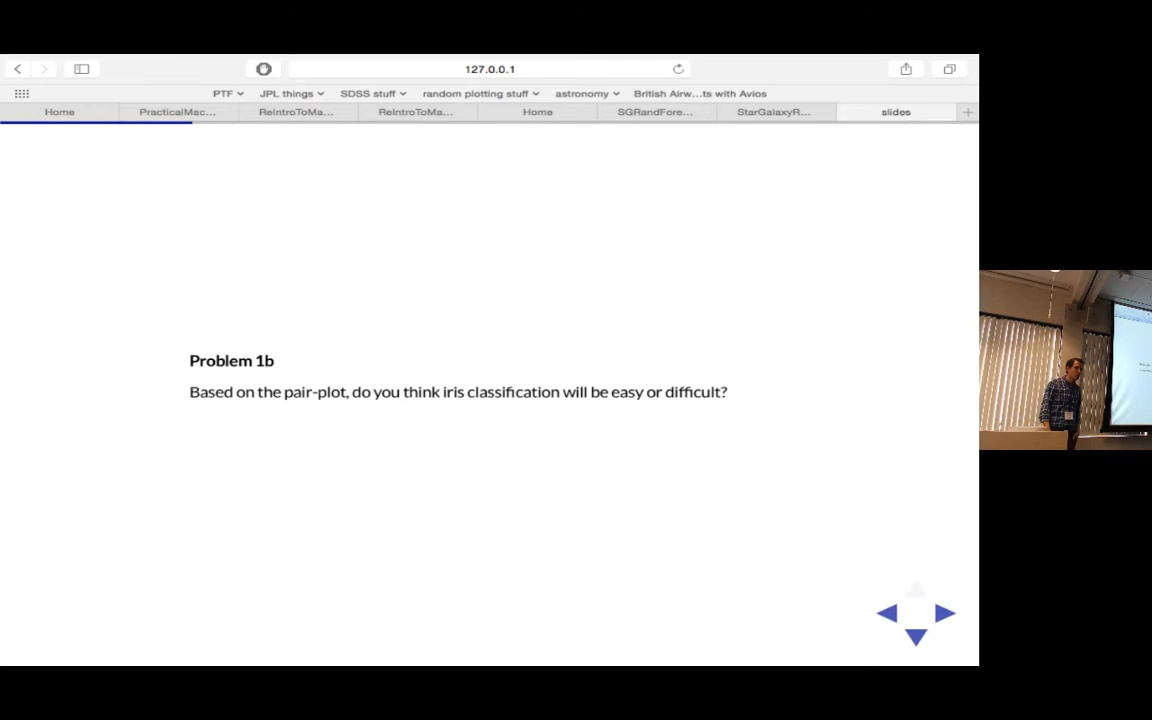 127.0.0.1
PTF JPL things SDSS stuff random plotting stuff astronomy British Airw...ts with Avios
Home PracticalMac... ReIntroToMa... ReIntroToMa... Home SGRandFore... StarGalaxyR... slides
Problem 1b
Based on the pair-plot, do you think iris classification will be easy or difficult?